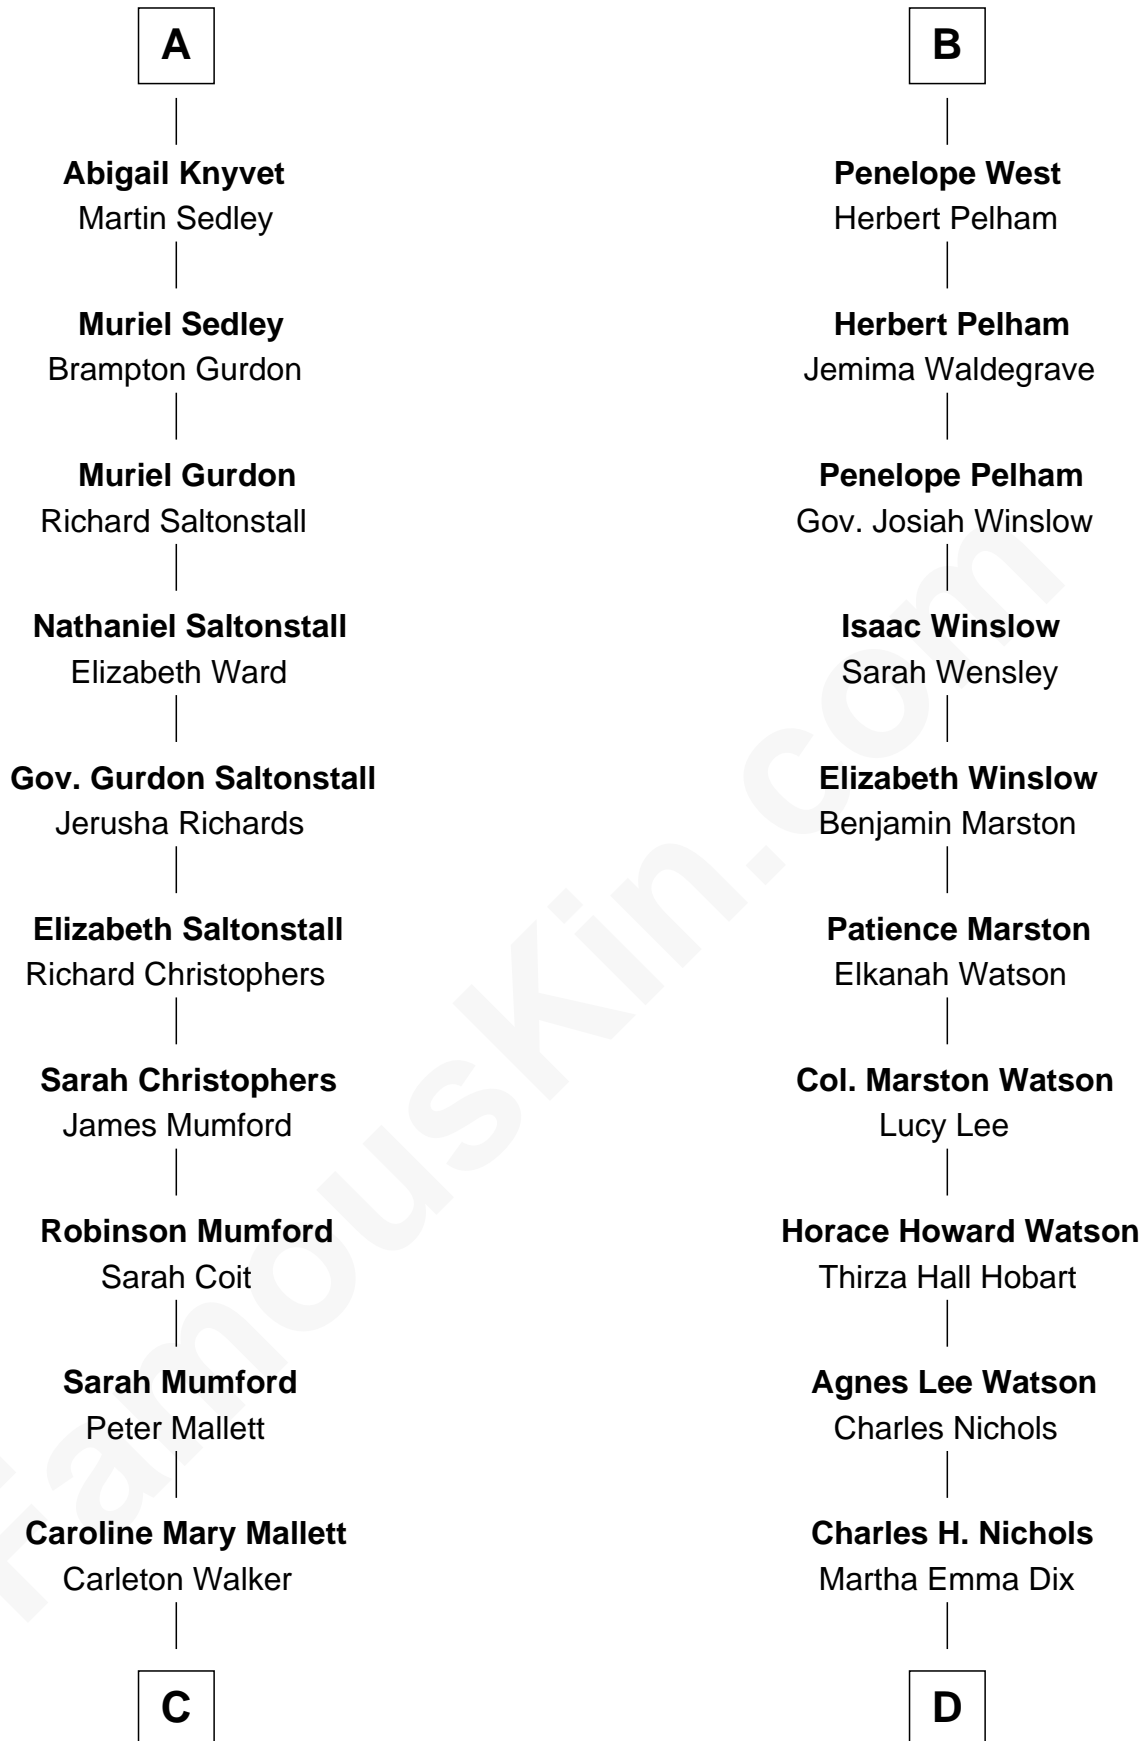 A
Abigail Knyvet
Martin Sedley
Muriel Sedley
Brampton Gurdon
Muriel Gurdon
Richard Saltonstall
Nathaniel Saltonstall
Elizabeth Ward
Gov. Gurdon Saltonstall
Jerusha Richards
Elizabeth Saltonstall
Richard Christophers
Sarah Christophers
James Mumford
Robinson Mumford
Sarah Coit
Sarah Mumford
Peter Mallett
Caroline Mary Mallett
Carleton Walker
C
B
Penelope West
Herbert Pelham
Herbert Pelham
Jemima Waldegrave
Penelope Pelham
Gov. Josiah Winslow
Isaac Winslow
Sarah Wensley
Elizabeth Winslow
Benjamin Marston
Patience Marston
Elkanah Watson
Col. Marston Watson
Lucy Lee
Horace Howard Watson
Thirza Hall Hobart
Agnes Lee Watson
Charles Nichols
Charles H. Nichols
Martha Emma Dix
D
FamousKin.com